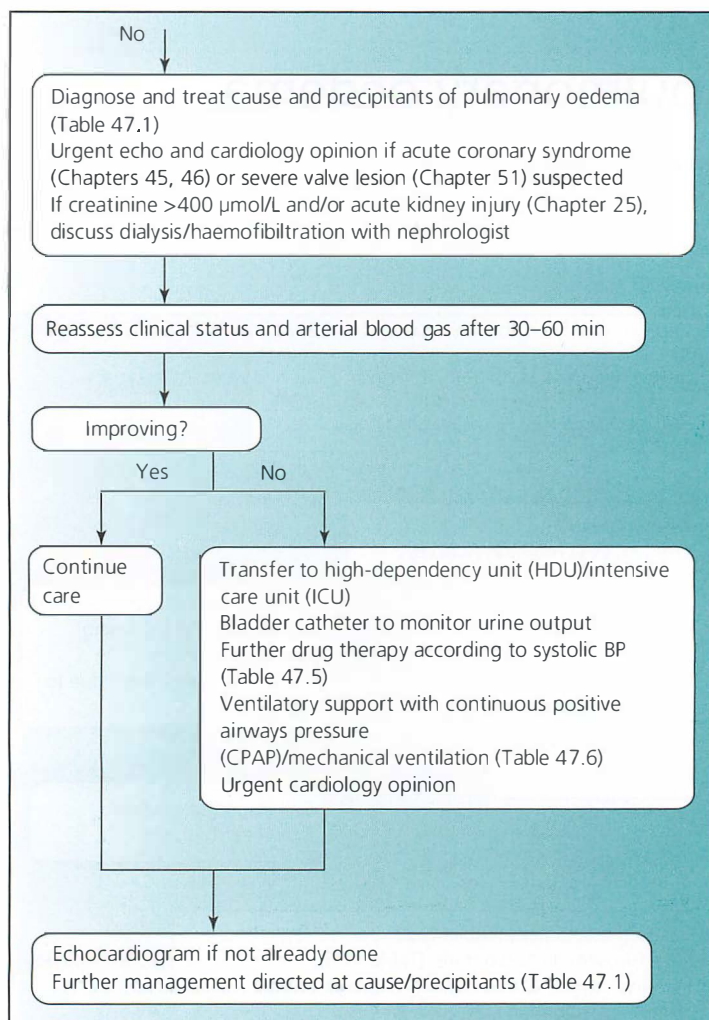 No
Diagnose and treat cause and precipitants of pulmonary oedema
(Table 47.1)
Urgent echo and cardiology opinion if acute coronary syndrome
(Chapters 45, 46) or severe valve lesion (Chapter 51) suspected
If creatinine >400 µmol/L and/or acute kidney injury (Chapter 25),
discuss dialysis/haemofibiltration with nephrologist
Reassess clinical status and arterial blood gas after 30–60 min
Improving?
Yes
No
Continue
care
Transfer to high-dependency unit (HDU)/intensive
care unit (ICU)
Bladder catheter to monitor urine output
Further drug therapy according to systolic BP
(Table 47.5)
Ventilatory support with continuous positive
airways pressure
(CPAP)/mechanical ventilation (Table 47.6)
Urgent cardiology opinion
Echocardiogram if not already done
Further management directed at cause/precipitants (Table 47.1)